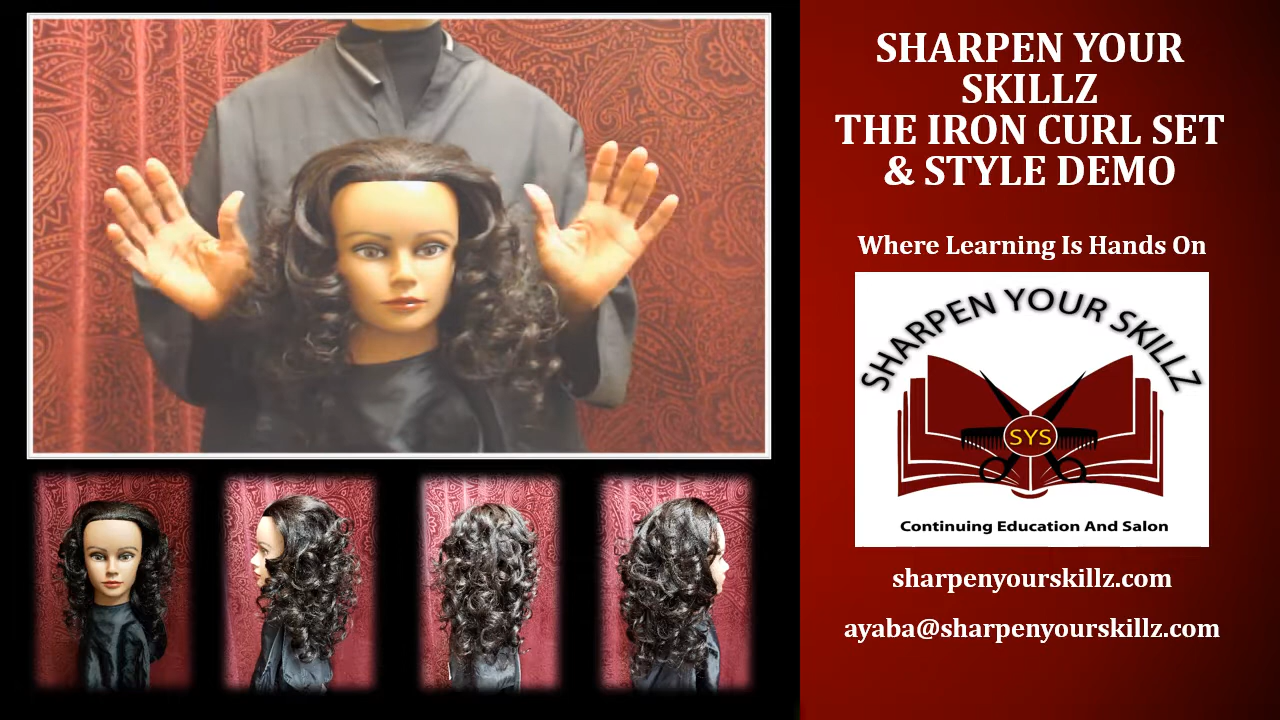 SHARPEN YOUR
SKILLZ
THE IRON CURL SET
& STYLE DEMO
Where Learning Is Hands On
SHARPEN YOUR SKILLZ
SYS
Continuing Education And Salon
sharpenyourskillz.com
ayaba@sharpenyourskillz.com